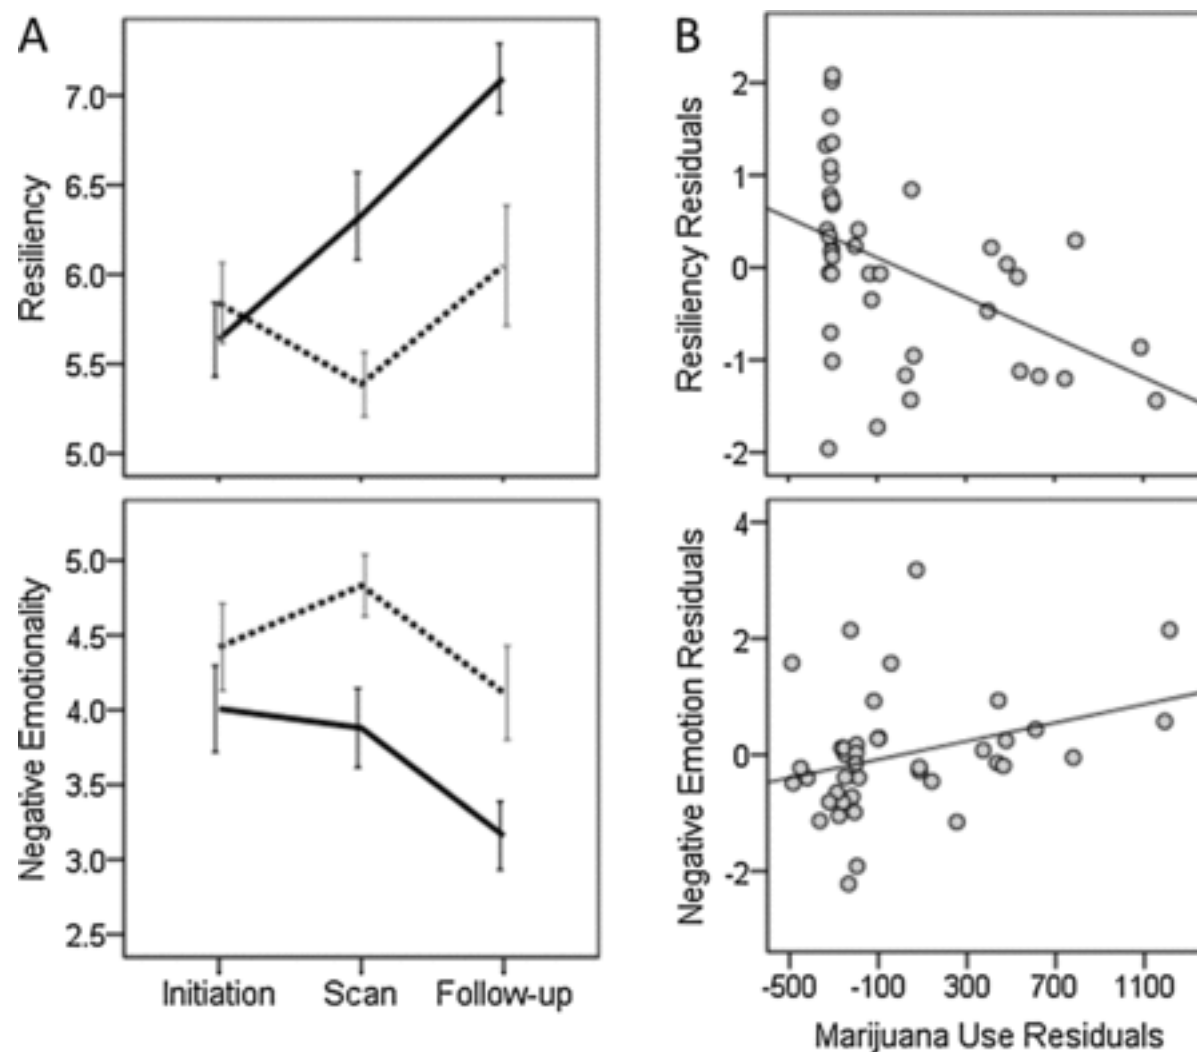 A
Resiliency
7.0
6.5
6.0
5.5
5.0
Negative Emotionality
5.0
4.5
4.0
3.5
3.0
2.5
Initiation Scan Follow-up
B
Resiliency Residuals
2
1
0
-1
-2
Negative Emotion Residuals
4
2
0
-2
-500 -100 300 700 1100
Marijuana Use Residuals